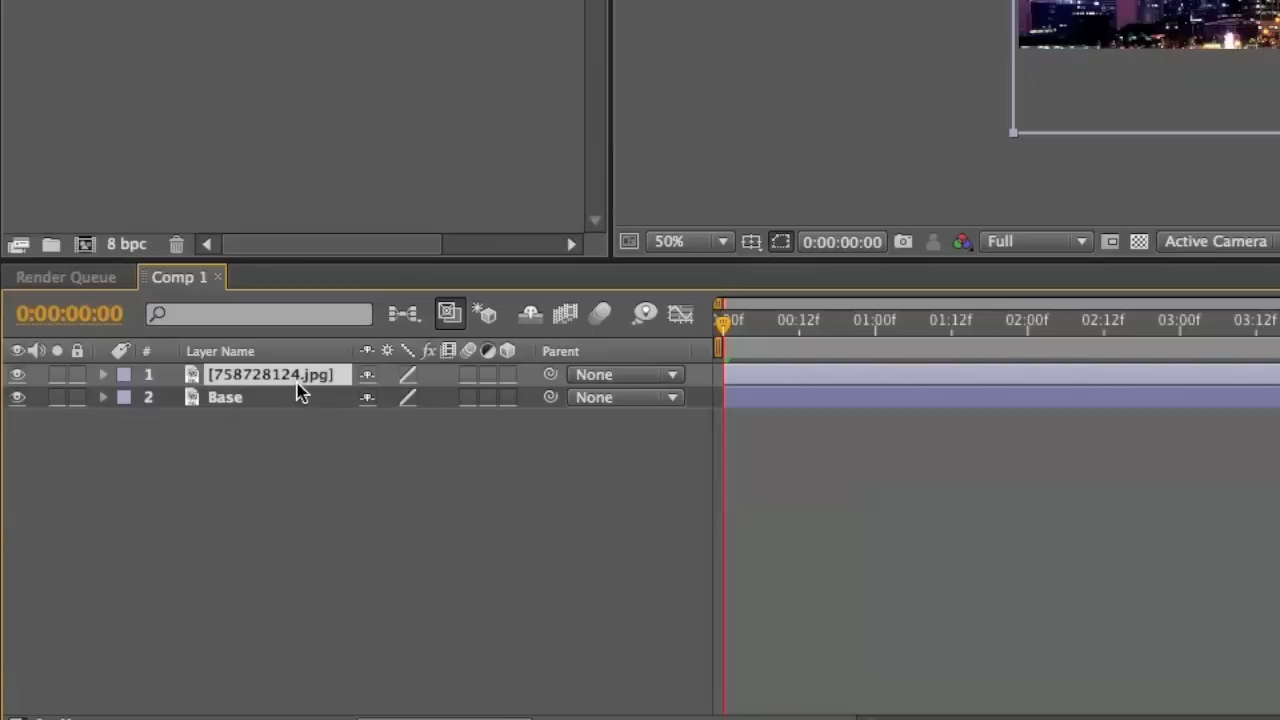 8 bpc
50%
0:00:00:00
Full
Active Camera
Render Queue
Comp 1
0:00:00:00
00:12f
01:00f
01:12f
02:00f
02:12f
03:00f
03:12f
#
Layer Name
fx
Parent
1
[758728124.jpg]
None
2
Base
None